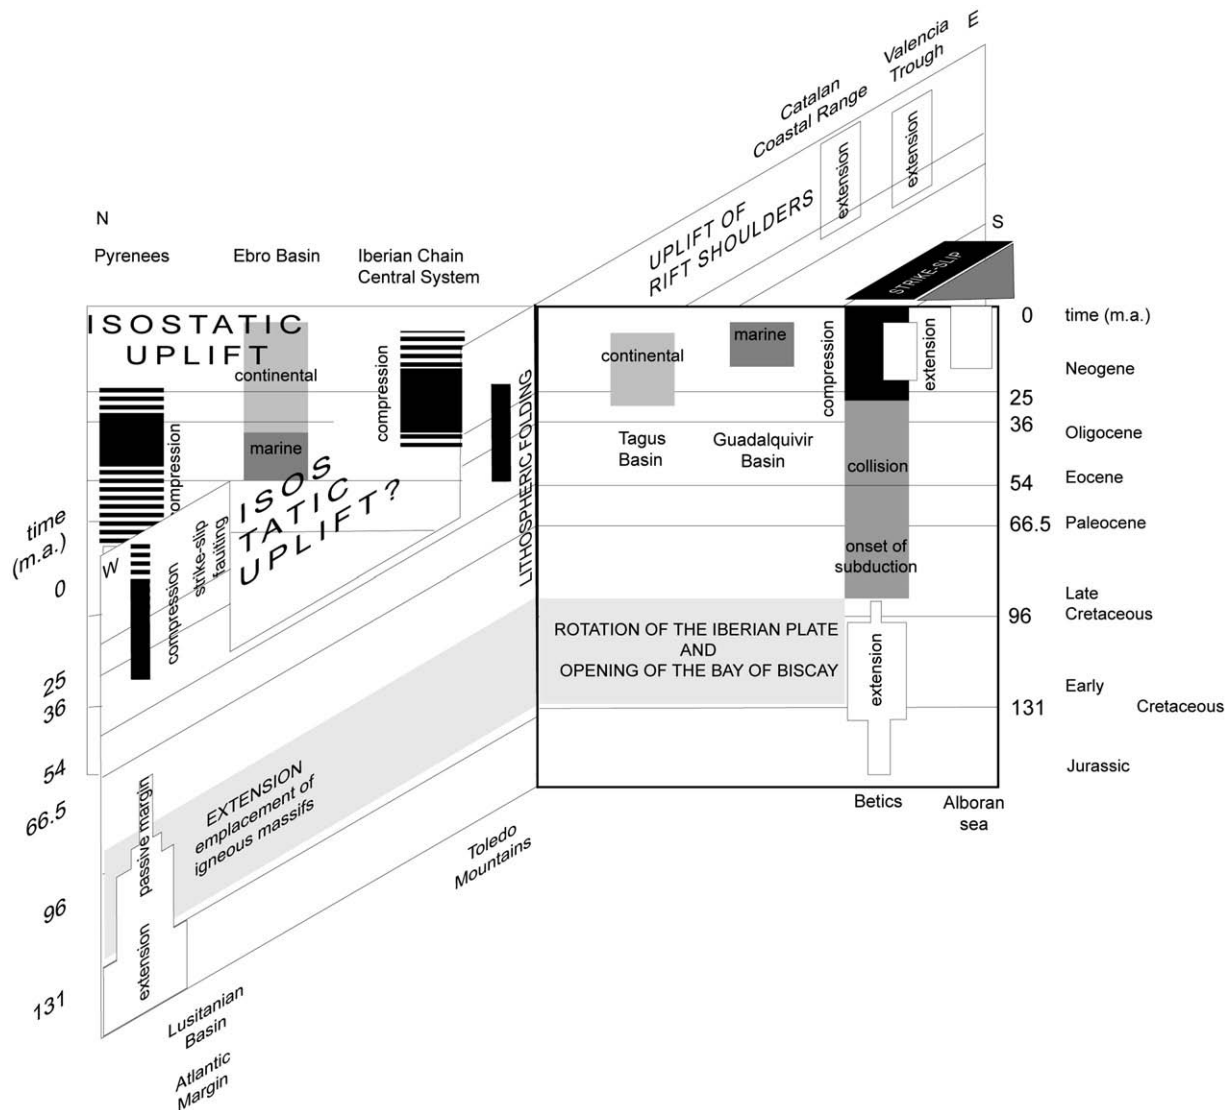 Valencia
Trough
E
Catalan
Coastal Range
extension
extension
UPLIFT OF
RIFT SHOULDERS
N
S
Pyrenees
Ebro Basin
Iberian Chain
Central System
STRIKE-SLIP
ISOSTATIC
UPLIFT
continental
marine
compression
compression
LITHOSPHERIC FOLDING
continental
marine
compression
extension
Tagus
Basin
Guadalquivir
Basin
collision
onset of
subduction
0
time (m.a.)
Neogene
25
36
Oligocene
Eocene
54
66.5
Paleocene
Late
96
Cretaceous
Early
131
Cretaceous
Jurassic
ISOS
TATIC
UPLIFT?
strike-slip
fauiting
W
compression
time
(m.a.)
0
25
36
54
66.5
96
131
ROTATION OF THE IBERIAN PLATE
AND
OPENING OF THE BAY OF BISCAY
extension
EXTENSION
emplacement of
igneous massifs
passive margin
extension
Betics
Alboran
sea
Toledo
Mountains
Lusitanian
Basin
Atlantic
Margin